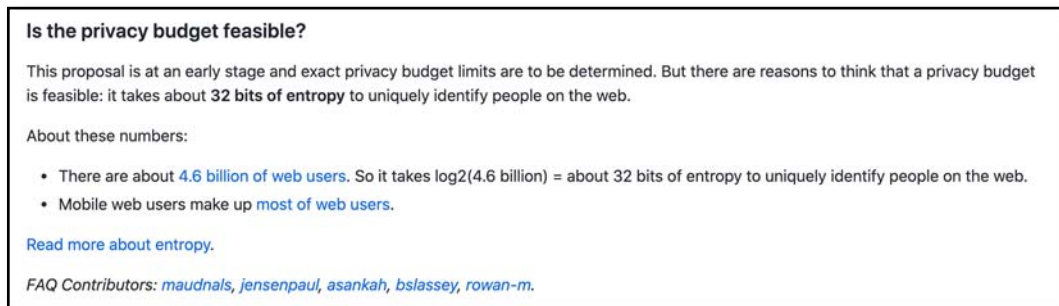 Is the privacy budget feasible?
This proposal is at an early stage and exact privacy budget limits are to be determined. But there are reasons to think that a privacy budget
is feasible: it takes about 32 bits of entropy to uniquely identify people on the web.
About these numbers:
• There are about 4.6 billion of web users. So it takes log2(4.6 billion) = about 32 bits of entropy to uniquely identify people on the web.
• Mobile web users make up most of web users.
Read more about entropy.
FAQ Contributors: maudnals, jensenpaul, asankah, bslassey, rowan-m.